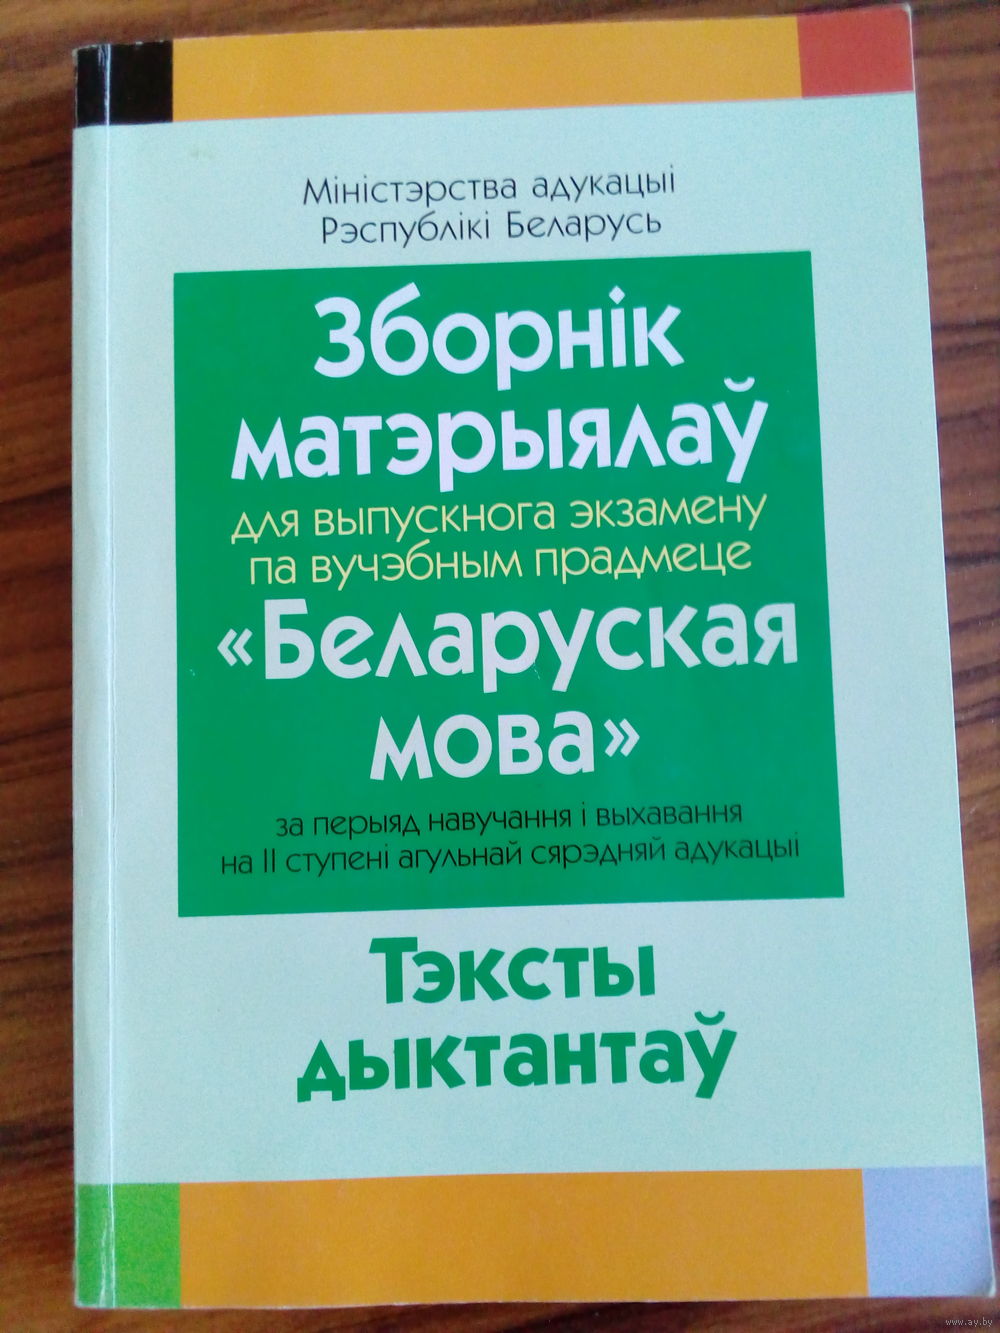 Міністэрства адукацыі
Рэспублікі Беларусь
Зборнік
матэрыялаў
для выпускнога экзамену
па вучэбным прадмеце
«Беларуская
мова»
за перыяд навучання і выхавання
на II ступені агульнай сярэдняй адукацыі
Тэксты
дыктантаў
www.ay.by